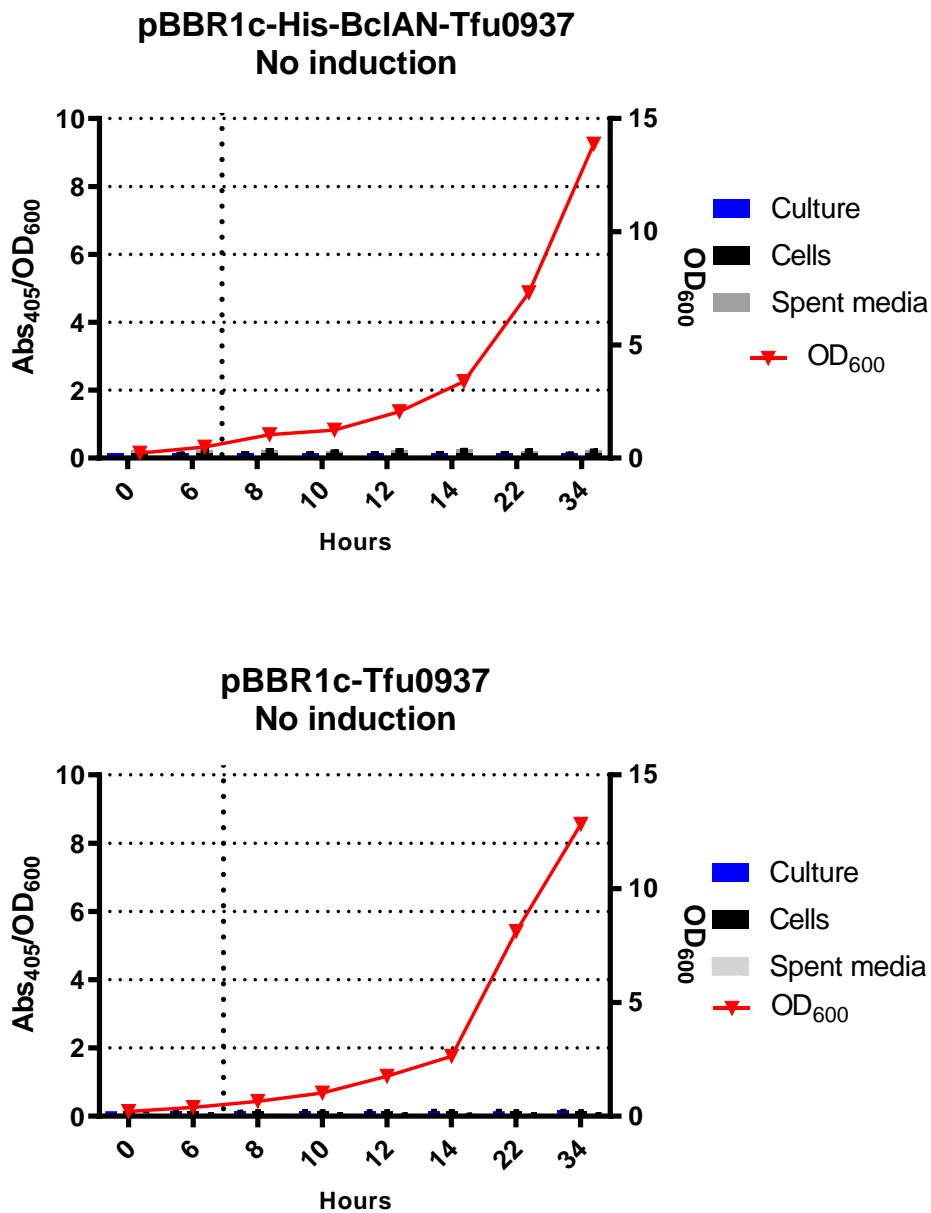 pBBR1c-His-BclAN-Tfu0937
No induction
10
8
6
4
2
0
Abs405/OD600
15
10
5
0
OD600
Culture
Cells
Spent media
OD600
0 6 8 10 12 14 22 34
Hours
pBBR1c-Tfu0937
No induction
10
8
6
4
2
0
Abs405/OD600
15
10
5
0
OD600
Culture
Cells
Spent media
OD600
0 6 8 10 12 14 22 34
Hours